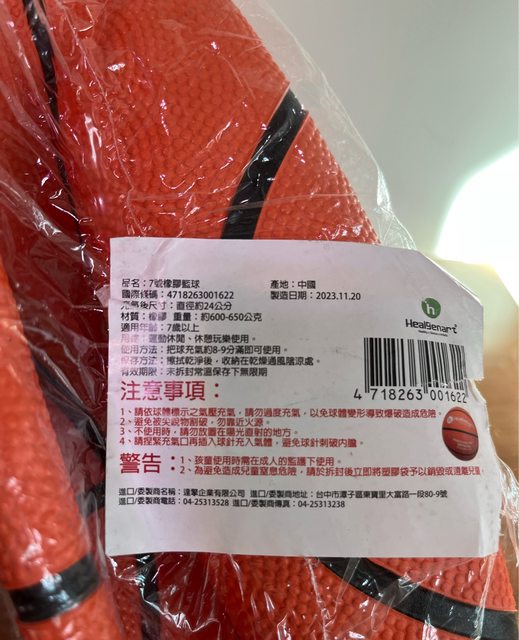 品名：7號橡膠籃球
產地：中國
國際線碼：4718263001622
製造日期：2023.11.20
充氣後尺寸：直徑約24公分
材質：橡膠 重量：約600-650公克
適用年齡：7歲以上
用途：運動休閒、休憩玩樂使用。
使用方法：把球充氣約8-9分滿即可使用。
保存方法：擦拭乾淨後，收納在乾燥通風陰涼處。
有效期限：未拆封常溫保存下無限期
h
Healgenart
4 718263 001622
注意事項：
1、請依球體標示之氣壓充氣，請勿過度充氣，以免球體變形導致爆破造成危險。
2、避免被尖銳物割破，勿靠近火源。
3、不使用時，請勿放置在陽光直射的地方。
4、請捏緊充氣口再插入球針充入氣體，避免球針刺破内膽。
警告：
1、孩童使用時需在成人的監護下使用。
2、為避免造成兒童窒息危險，請於拆封後立即將塑膠袋予以銷毀或遠離兒童
進口/委製商名稱：達擎企業有限公司 進口/委製商地址：台中市潭子區東寶里大富路一段80-9號
進口/委製商電話：04-25313528 進口/委製商傳真：04-25313238